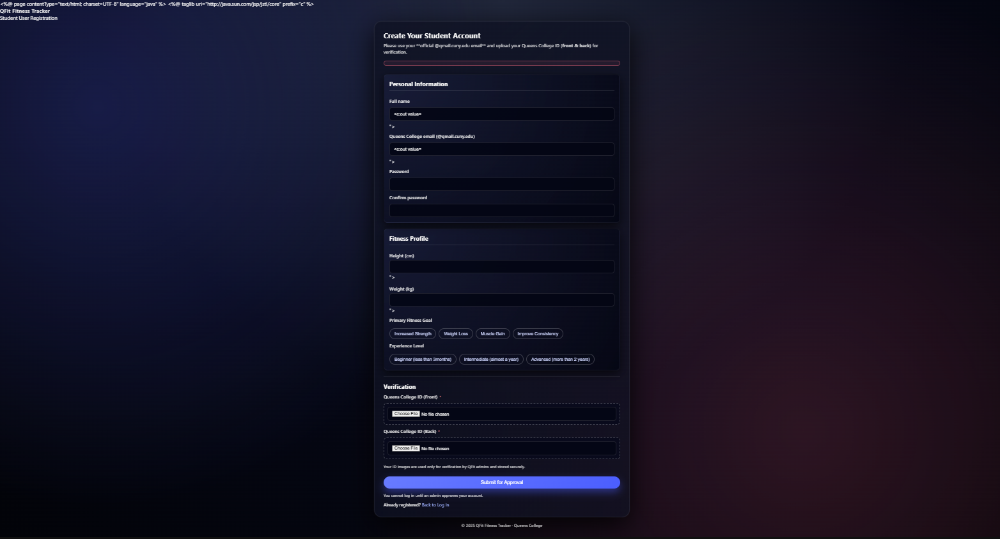 <%@ page contentType="text/html; charset=UTF-8" language="java" %> <%@ taglib uri="http://java.sun.com/jsp/jstl/core" prefix="c" %>
QFit Fitness Tracker
Student User Registration
Create Your Student Account
Please use your **official @qmail.cuny.edu email** and upload your Queens College ID (front & back) for
verification.
Personal Information
Full name
<c:out value=
">
Queens College email (@qmail.cuny.edu)
<c:out value=
">
Password
Confirm password
Fitness Profile
Height (cm)
">
Weight (kg)
">
Primary Fitness Goal
Increased Strength Weight Loss Muscle Gain Improve Consistency
Experience Level
Beginner (less than 3months) Intermediate (almost a year) Advanced (more than 2 years)
Verification
Queens College ID (Front) *
Choose File No file chosen
Queens College ID (Back) *
Choose File No file chosen
Your ID images are used only for verification by QFit admins and stored securely.
Submit for Approval
You cannot log in until an admin approves your account.
Already registered? Back to Log In
© 2025 QFit Fitness Tracker · Queens College